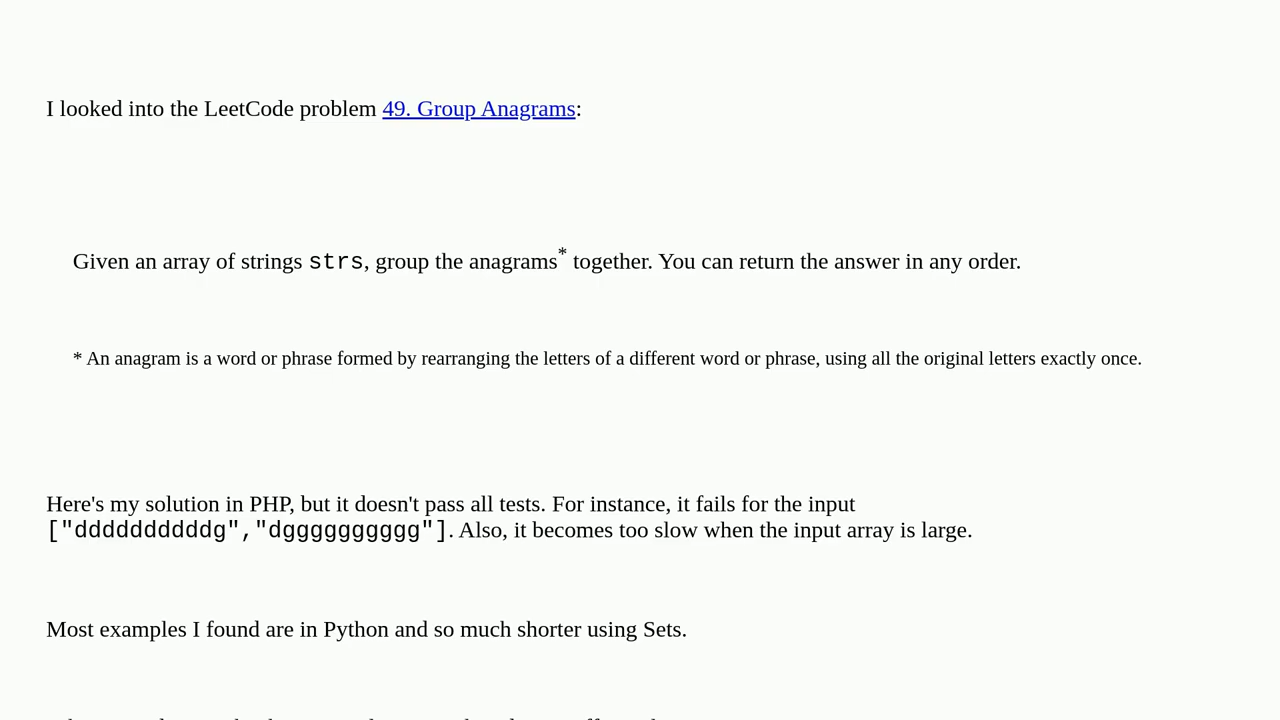 I looked into the LeetCode problem 49. Group Anagrams:
Given an array of strings strs, group the anagrams* together. You can return the answer in any order.
* An anagram is a word or phrase formed by rearranging the letters of a different word or phrase, using all the original letters exactly once.
Here's my solution in PHP, but it doesn't pass all tests. For instance, it fails for the input
["ddddddddddg","dgggggggggg"]. Also, it becomes too slow when the input array is large.
Most examples I found are in Python and so much shorter using Sets.